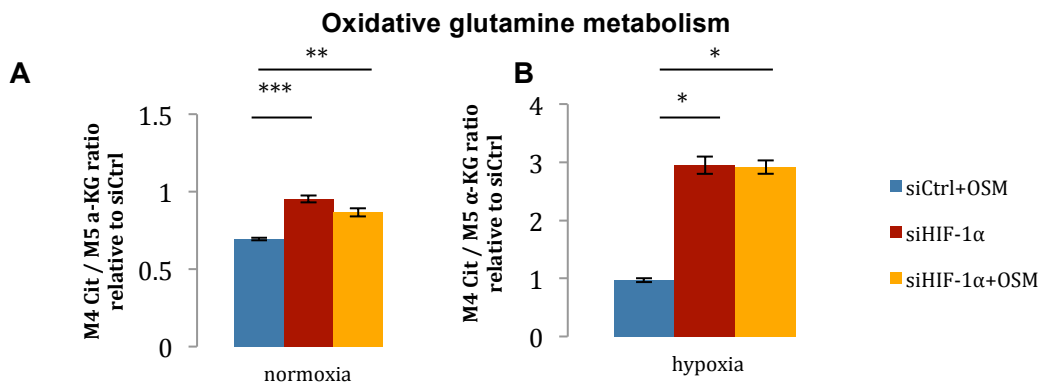 Oxidative glutamine metabolism
A
M4 Cit / M5 a-KG ratio
relative to siCtrl
1.5
1
0.5
0
**
***
normoxia
B
M4 Cit / M5 α-KG ratio
relative to siCtrl
4
3
2
1
0
*
*
hypoxia
siCtrl+OSM
siHIF-1α
siHIF-1α+OSM